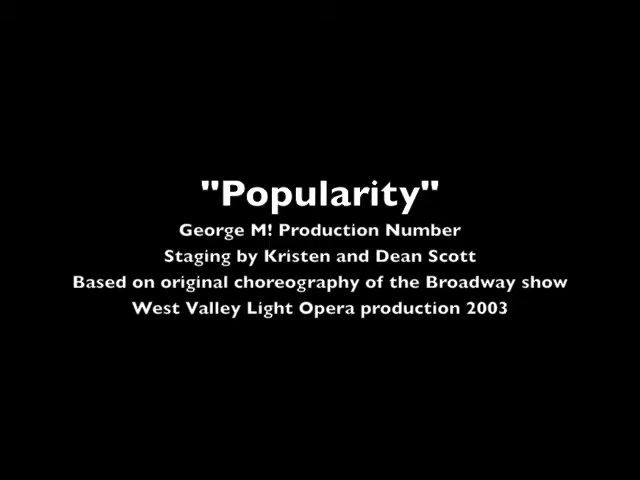 "Popularity"
George M! Production Number
Staging by Kristen and Dean Scott
Based on original choreography of the Broadway show
West Valley Light Opera production 2003